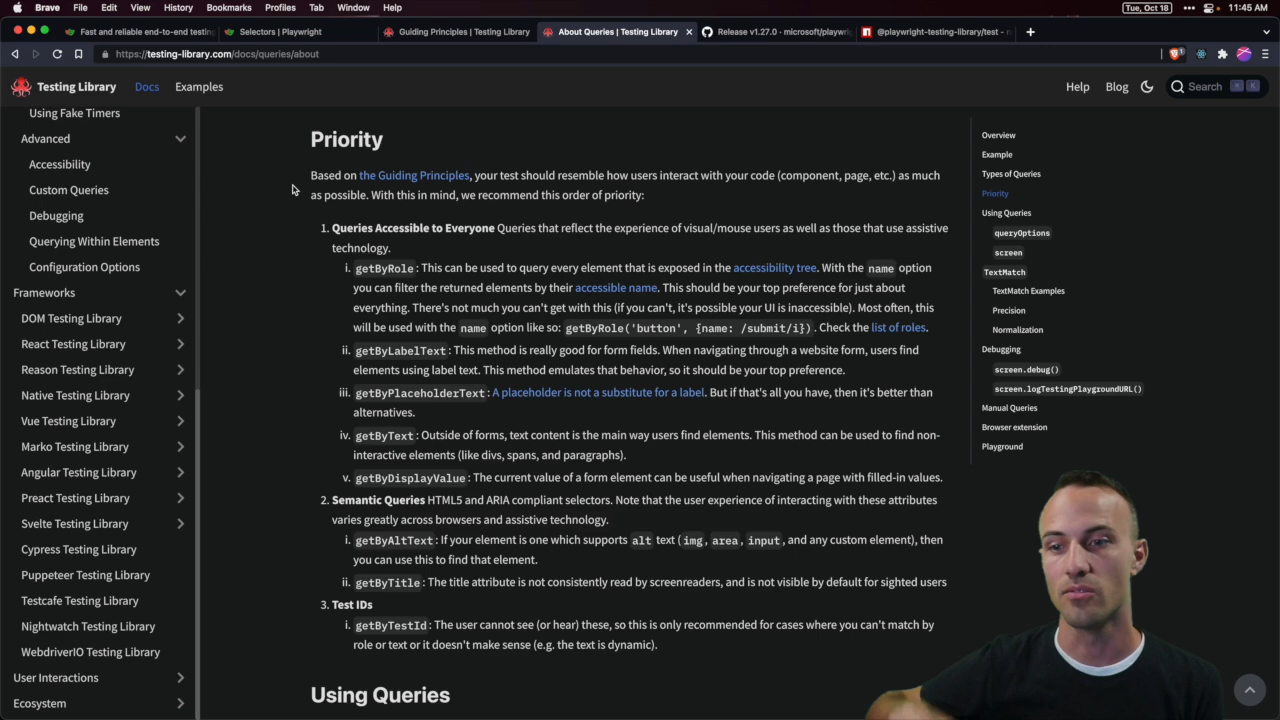 Brave File Edit View History Bookmarks Profiles Tab Window Help Tue, Oct 18 11:45 AM
Fast and reliable end-to-end testing Selectors | Playwright Guiding Principles | Testing Library About Queries | Testing Library Release v1.27.0 · microsoft/playwri @playwright-testing-library/test - n
https://testing-library.com/docs/queries/about
Testing Library Docs Examples Help Blog Search K
Using Fake Timers
Advanced
Accessibility
Custom Queries
Debugging
Querying Within Elements
Configuration Options
Frameworks
DOM Testing Library
React Testing Library
Reason Testing Library
Native Testing Library
Vue Testing Library
Marko Testing Library
Angular Testing Library
Preact Testing Library
Svelte Testing Library
Cypress Testing Library
Puppeteer Testing Library
Testcafe Testing Library
Nightwatch Testing Library
WebdriverIO Testing Library
User Interactions
Ecosystem
Priority
Based on the Guiding Principles, your test should resemble how users interact with your code (component, page, etc.) as much
as possible. With this in mind, we recommend this order of priority:
1. Queries Accessible to Everyone Queries that reflect the experience of visual/mouse users as well as those that use assistive
technology.
i. getByRole: This can be used to query every element that is exposed in the accessibility tree. With the name option
you can filter the returned elements by their accessible name. This should be your top preference for just about
everything. There's not much you can't get with this (if you can't, it's possible your UI is inaccessible). Most often, this
will be used with the name option like so: getByRole('button', {name: /submit/i}). Check the list of roles.
ii. getByLabelText: This method is really good for form fields. When navigating through a website form, users find
elements using label text. This method emulates that behavior, so it should be your top preference.
iii. getByPlaceholderText: A placeholder is not a substitute for a label. But if that's all you have, then it's better than
alternatives.
iv. getByText: Outside of forms, text content is the main way users find elements. This method can be used to find non-
interactive elements (like divs, spans, and paragraphs).
v. getByDisplayValue: The current value of a form element can be useful when navigating a page with filled-in values.
2. Semantic Queries HTML5 and ARIA compliant selectors. Note that the user experience of interacting with these attributes
varies greatly across browsers and assistive technology.
i. getByAltText: If your element is one which supports alt text (img, area, input, and any custom element), then
you can use this to find that element.
ii. getByTitle: The title attribute is not consistently read by screenreaders, and is not visible by default for sighted users
3. Test IDs
i. getByTestId: The user cannot see (or hear) these, so this is only recommended for cases where you can't match by
role or text or it doesn't make sense (e.g. the text is dynamic).
Using Queries
Overview
Example
Types of Queries
Priority
Using Queries
queryOptions
screen
TextMatch
TextMatch Examples
Precision
Normalization
Debugging
screen.debug()
screen.logTestingPlaygroundURL()
Manual Queries
Browser extension
Playground